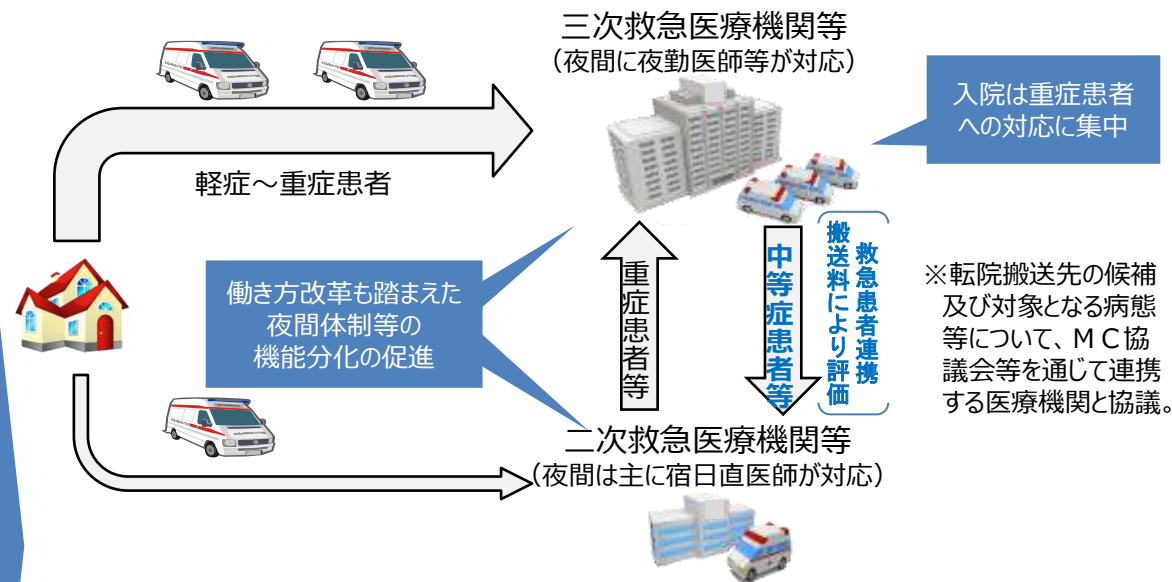 三次救急医療機関等
（夜間に夜勤医師等が対応）
入院は重症患者
への対応に集中
軽症～重症患者
働き方改革も踏まえた
夜間体制等の
機能分化の促進
重症患者等
中等症患者等
救急患者連携
搬送料により評価
※転院搬送先の候補
及び対象となる病態
等について、ＭＣ協
議会等を通じて連携
する医療機関と協議。
二次救急医療機関等
（夜間は主に宿日直医師が対応）